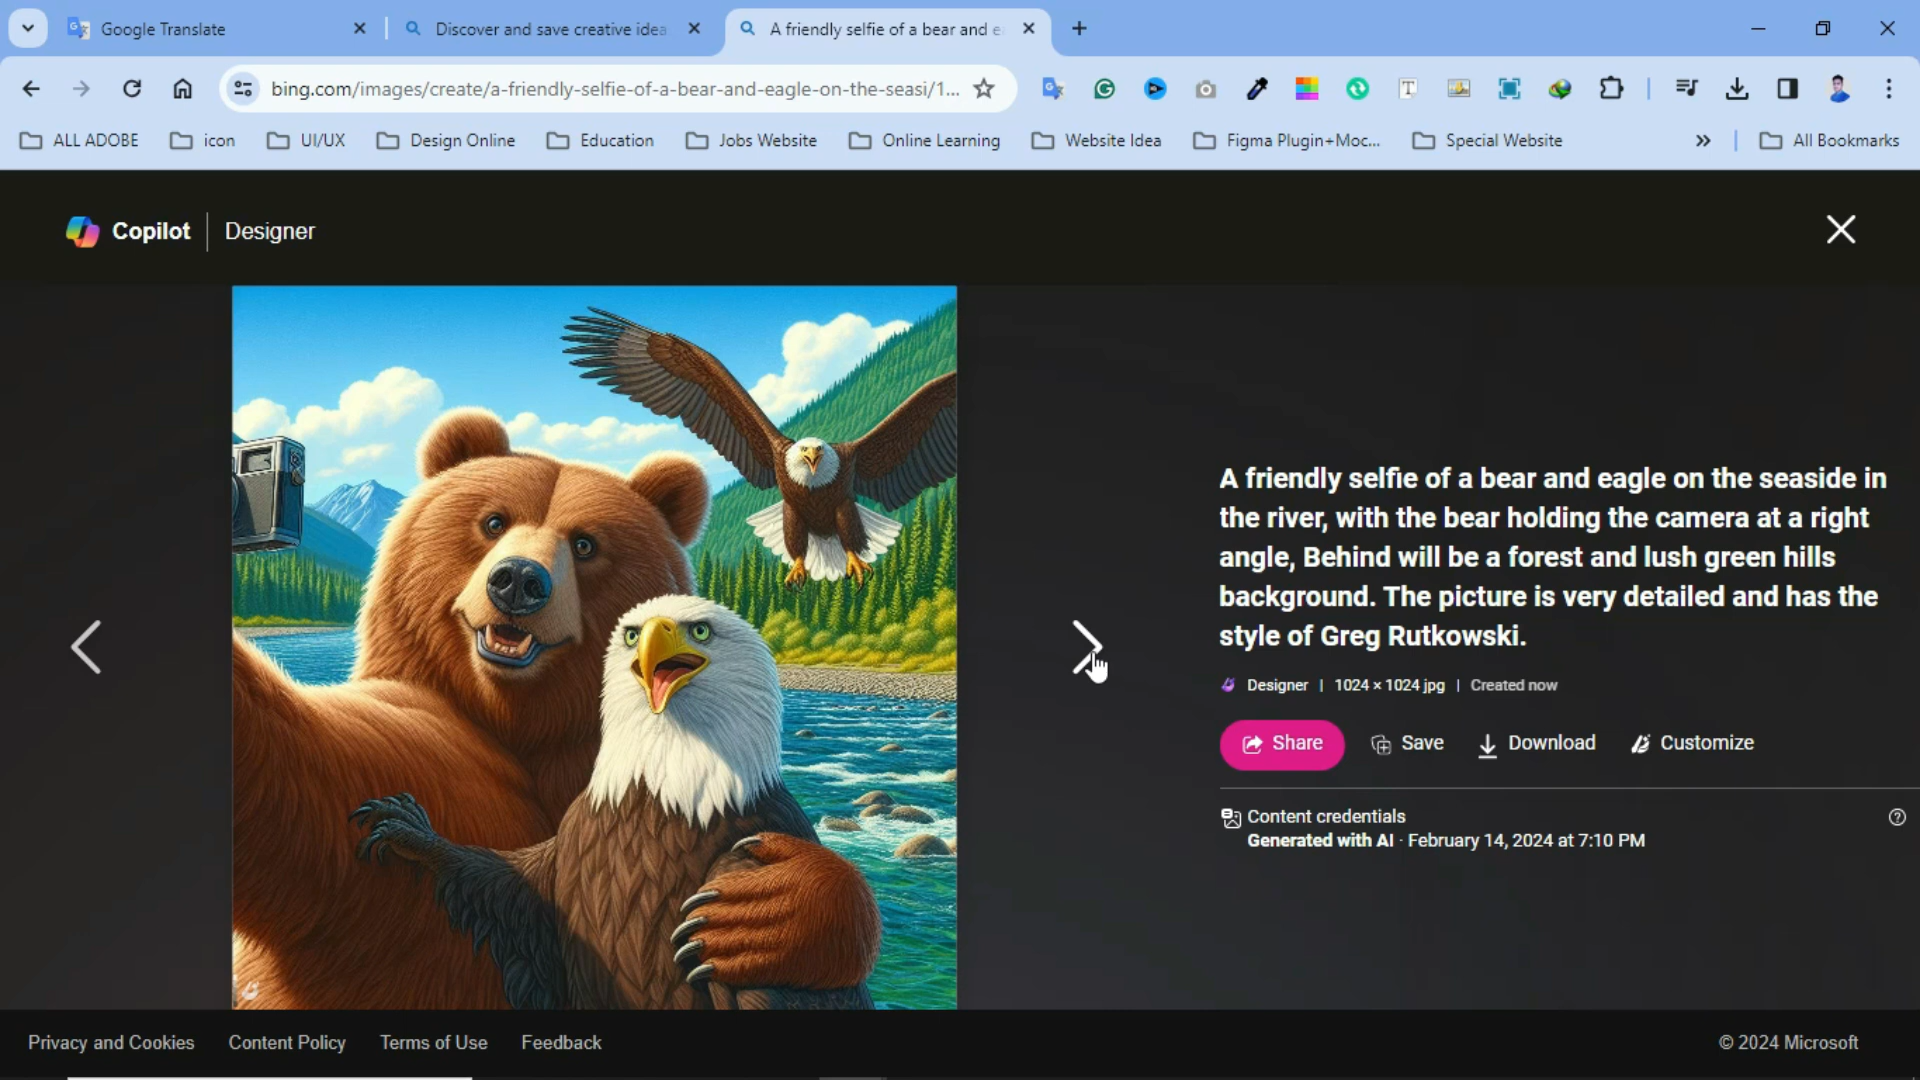 Google Translate
Discover and save creative idea
A friendly selfie of a bear and e
bing.com/images/create/a-friendly-selfie-of-a-bear-and-eagle-on-the-seasi/1...
ALL ADOBE
icon
UI/UX
Design Online
Education
Jobs Website
Online Learning
Website Idea
Figma Plugin+Moc...
Special Website
»
All Bookmarks
Copilot
Designer
A friendly selfie of a bear and eagle on the seaside in
the river, with the bear holding the camera at a right
angle, Behind will be a forest and lush green hills
background. The picture is very detailed and has the
style of Greg Rutkowski.
Designer | 1024 × 1024 jpg | Created now
Share
Save
Download
Customize
Content credentials
Generated with AI · February 14, 2024 at 7:10 PM
Privacy and Cookies
Content Policy
Terms of Use
Feedback
© 2024 Microsoft